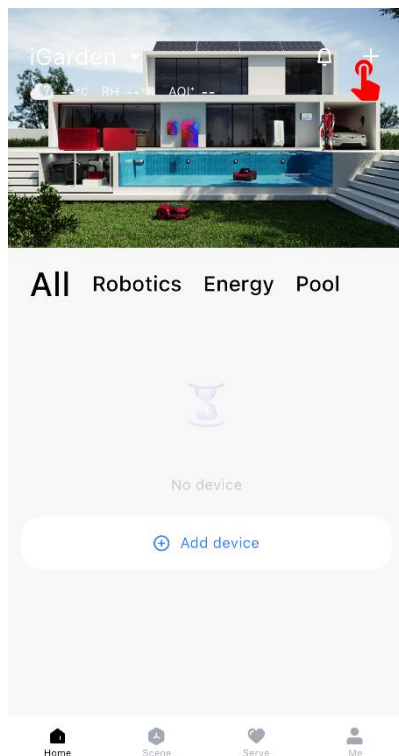 iGarden
--°C RH -- AQI* --
All Robotics Energy Pool
No device
Add device
Home Scene Serve Me